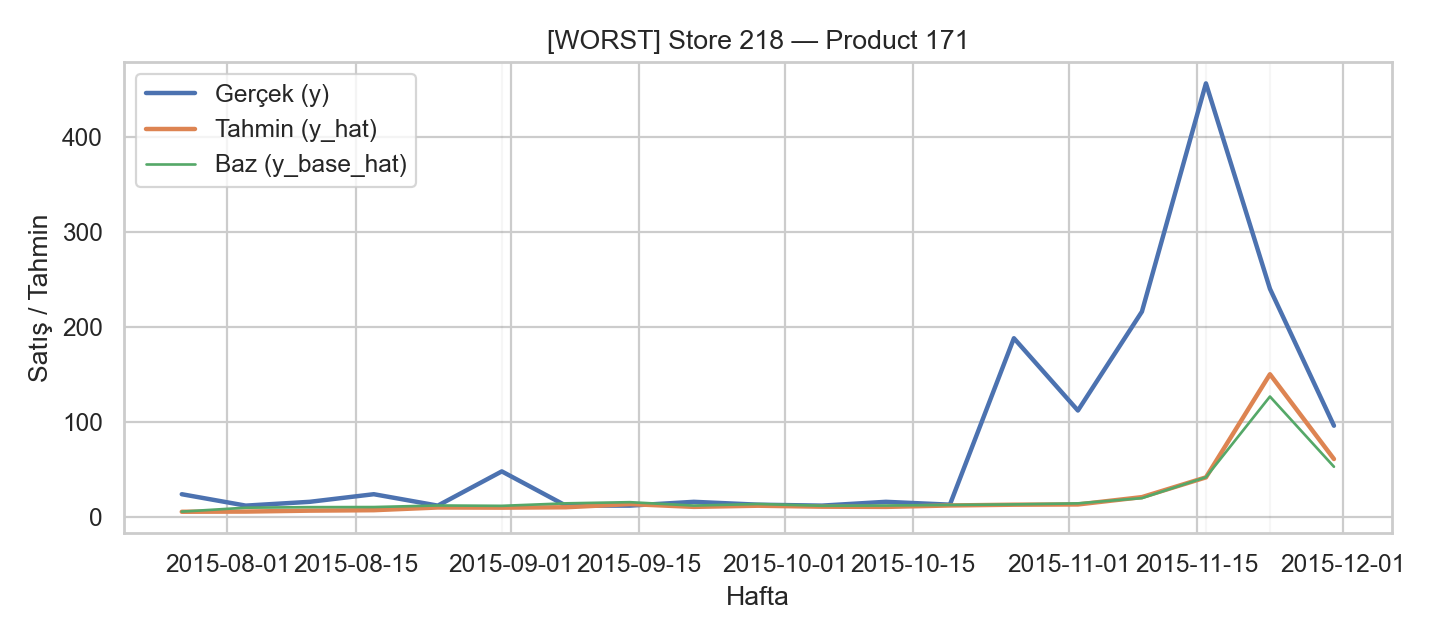 [WORST] Store 218 — Product 171
Gerçek (y)
Tahmin (y_hat)
Baz (y_base_hat)
Satış / Tahmin
400
300
200
100
0
2015-08-01 2015-08-15 2015-09-01 2015-09-15 2015-10-01 2015-10-15 2015-11-01 2015-11-15 2015-12-01
Hafta